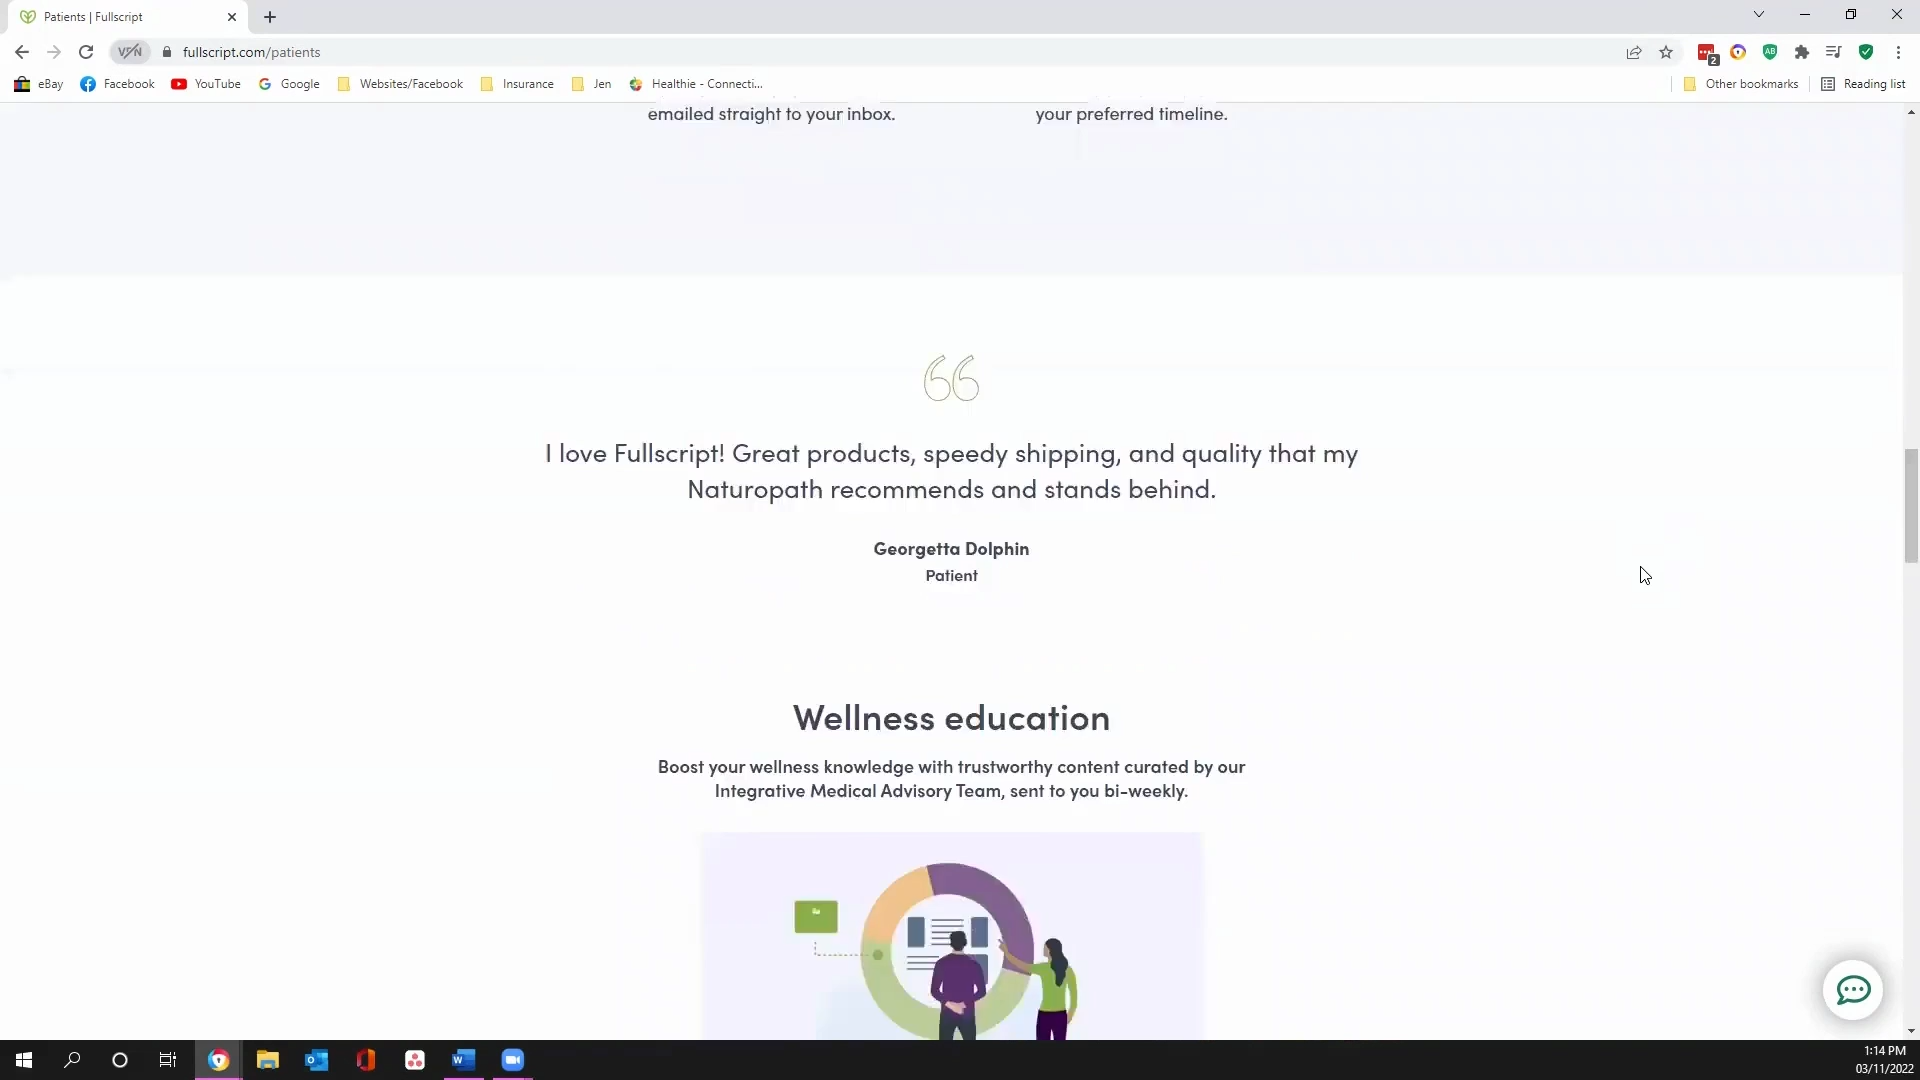 Patients | Fullscript
VPN
fullscript.com/patients
2
AB
eBay
Facebook
YouTube
Google
Websites/Facebook
Insurance
Jen
Healthie - Connecti...
Other bookmarks
Reading list
emailed straight to your inbox.
your preferred timeline.
I love Fullscript! Great products, speedy shipping, and quality that my
Naturopath recommends and stands behind.
Georgetta Dolphin
Patient
Wellness education
Boost your wellness knowledge with trustworthy content curated by our
Integrative Medical Advisory Team, sent to you bi-weekly.
1:14 PM
03/11/2022